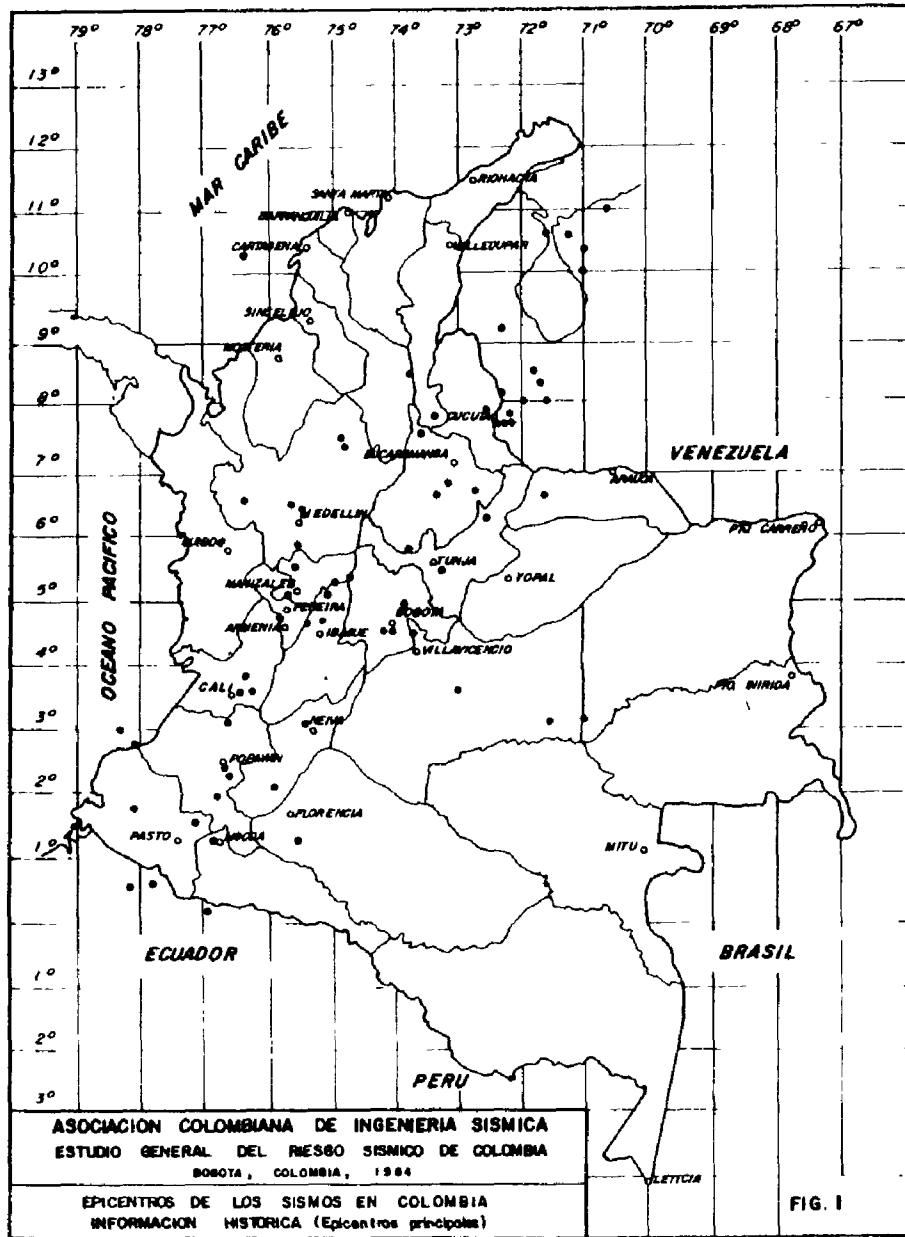 79° 78° 76° 75° 74° 73° 72° 71° 70° 69° 68° 67°
13°
12°
MAR CARIBE
RIOHACHA
SANTA MARTA
11°
BARRANQUILLA
CARTAGENA
VALLEDUPAR
10°
SINCELEJO
9°
MONTERIA
8°
CUCUTA
VENEZUELA
BUCARAMANGA
7°
ARAUCA
MEDELLIN
PTO CARREÑO
6°
QUIBDO
TUNJA
YOPAL
MANIZALES
5°
PEREIRA
BOGOTA
ARMENIA
IBAGUE
VILLAVICENCIO
OCEANO PACIFICO
4°
CALI
PTO. INIRIDA
3°
NEIVA
POPAYAN
2°
FLORENCIA
PASTO
MOCOA
MITU
1°
ECUADOR
BRASIL
1°
2°
PERU
3°
ASOCIACION COLOMBIANA DE INGENIERIA SISMICA
ESTUDIO GENERAL DEL RIESGO SISMICO DE COLOMBIA
BOGOTA, COLOMBIA, 1984
LETICIA
EPICENTROS DE LOS SISMOS EN COLOMBIA
INFORMACION HISTORICA (Epicentros principales)
FIG. 1